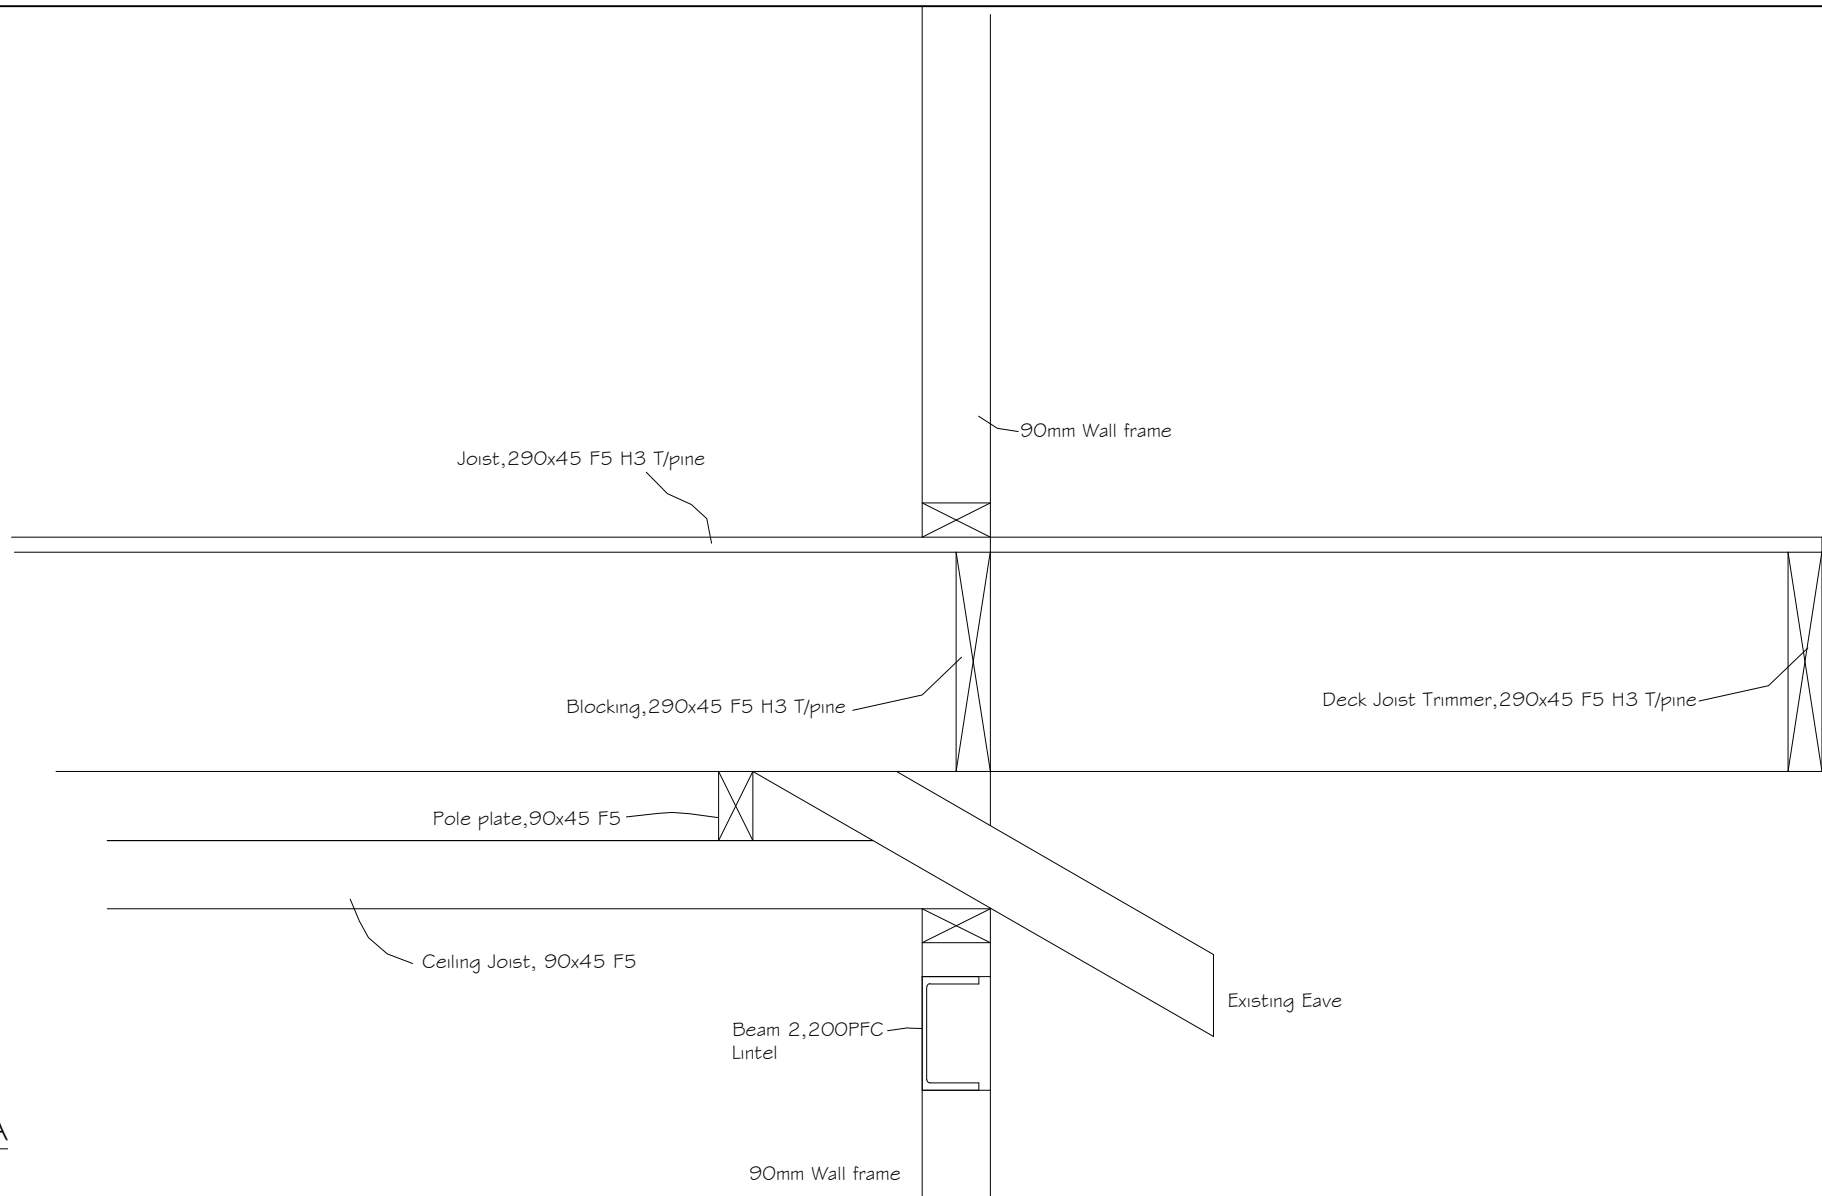 90mm Wall frame
Joist,290x45 F5 H3 T/pine
Blocking,290x45 F5 H3 T/pine
Deck Joist Trimmer,290x45 F5 H3 T/pine
Pole plate,90x45 F5
Ceiling Joist, 90x45 F5
Existing Eave
Beam 2,200PFC
Lintel
A
90mm Wall frame